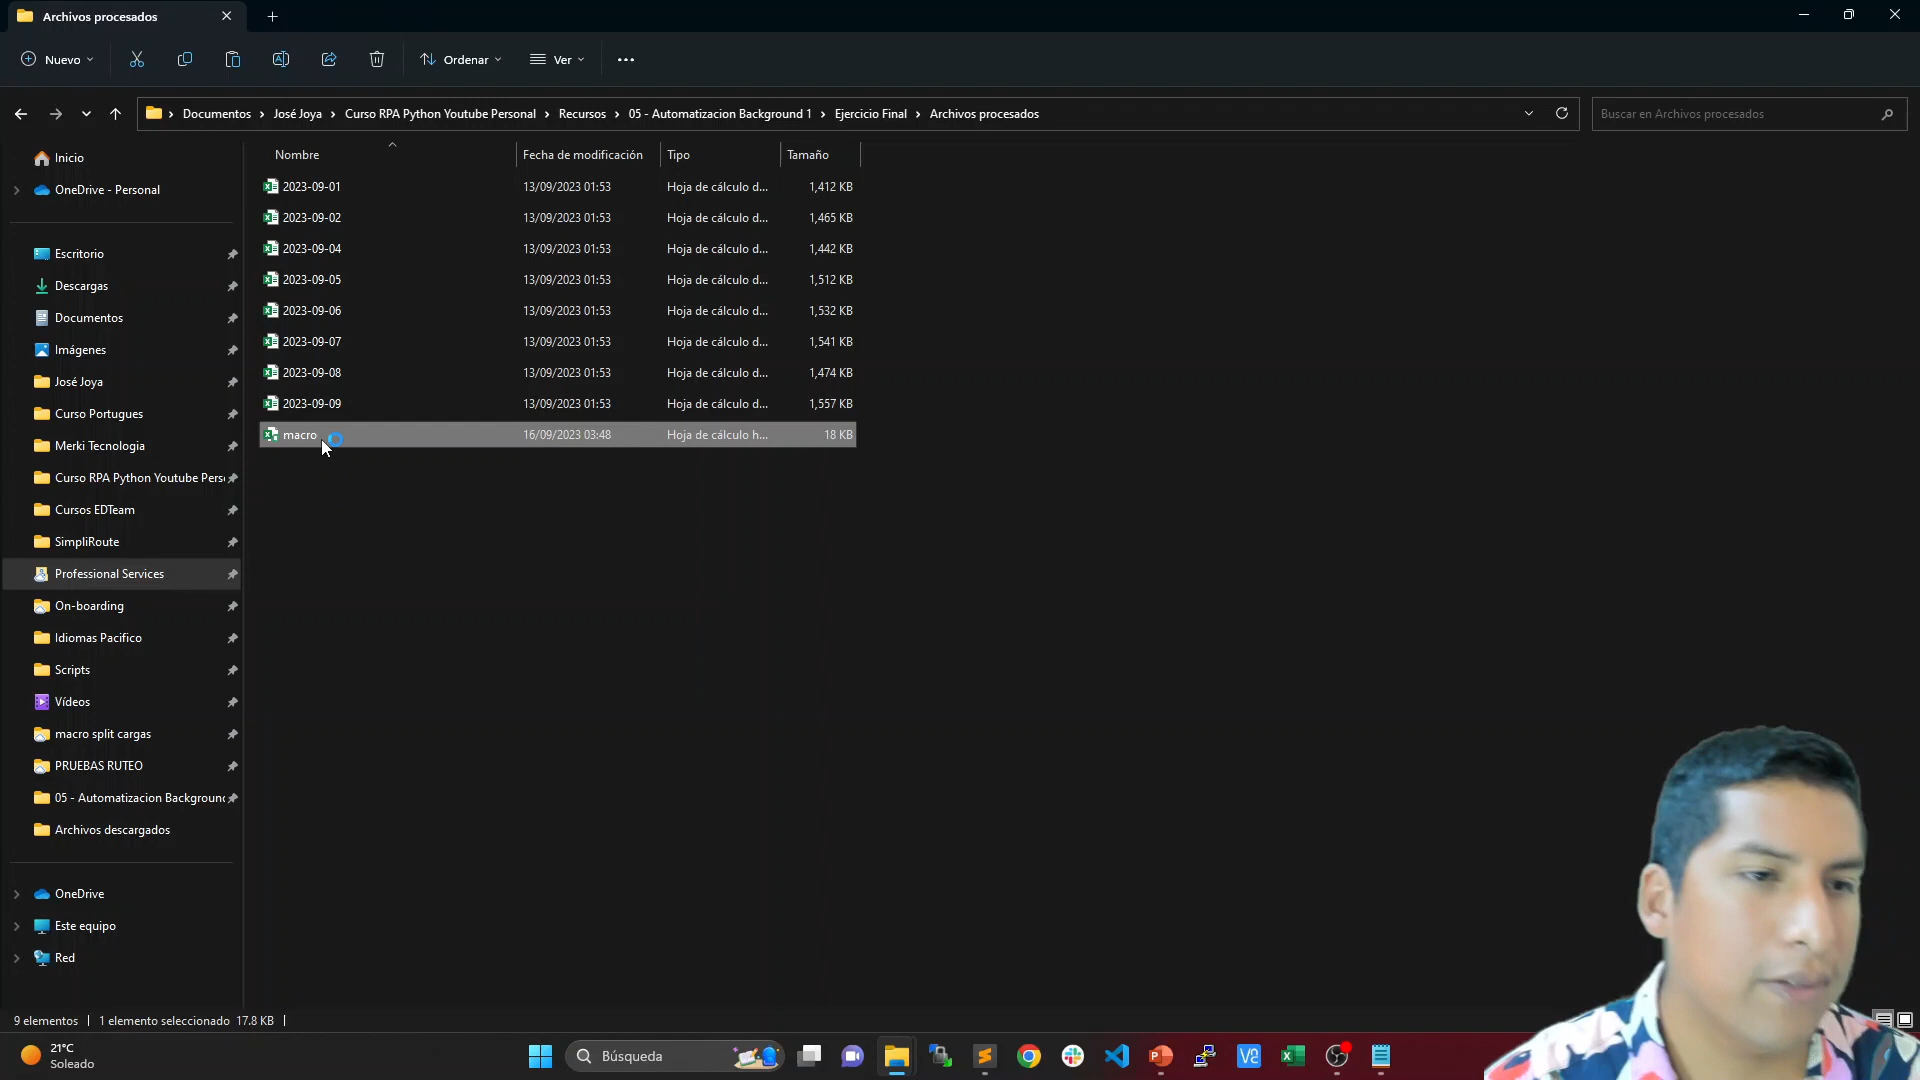 Archivos procesados
Nuevo
Ordenar
Ver
Documentos > José Joya > Curso RPA Python Youtube Personal > Recursos > 05 - Automatizacion Background 1 > Ejercicio Final > Archivos procesados
Buscar en Archivos procesados
Nombre Fecha de modificación Tipo Tamaño
2023-09-01 13/09/2023 01:53 Hoja de cálculo d... 1,412 KB
2023-09-02 13/09/2023 01:53 Hoja de cálculo d... 1,465 KB
2023-09-04 13/09/2023 01:53 Hoja de cálculo d... 1,442 KB
2023-09-05 13/09/2023 01:53 Hoja de cálculo d... 1,512 KB
2023-09-06 13/09/2023 01:53 Hoja de cálculo d... 1,532 KB
2023-09-07 13/09/2023 01:53 Hoja de cálculo d... 1,541 KB
2023-09-08 13/09/2023 01:53 Hoja de cálculo d... 1,474 KB
2023-09-09 13/09/2023 01:53 Hoja de cálculo d... 1,557 KB
macro 16/09/2023 03:48 Hoja de cálculo h... 18 KB
Inicio
OneDrive - Personal
Escritorio
Descargas
Documentos
Imágenes
José Joya
Curso Portugues
Merki Tecnologia
Curso RPA Python Youtube Pers
Cursos EDTeam
SimpliRoute
Professional Services
On-boarding
Idiomas Pacifico
Scripts
Vídeos
macro split cargas
PRUEBAS RUTEO
05 - Automatizacion Background
Archivos descargados
OneDrive
Este equipo
Red
9 elementos | 1 elemento seleccionado 17.8 KB |
21°C
Soleado
Búsqueda